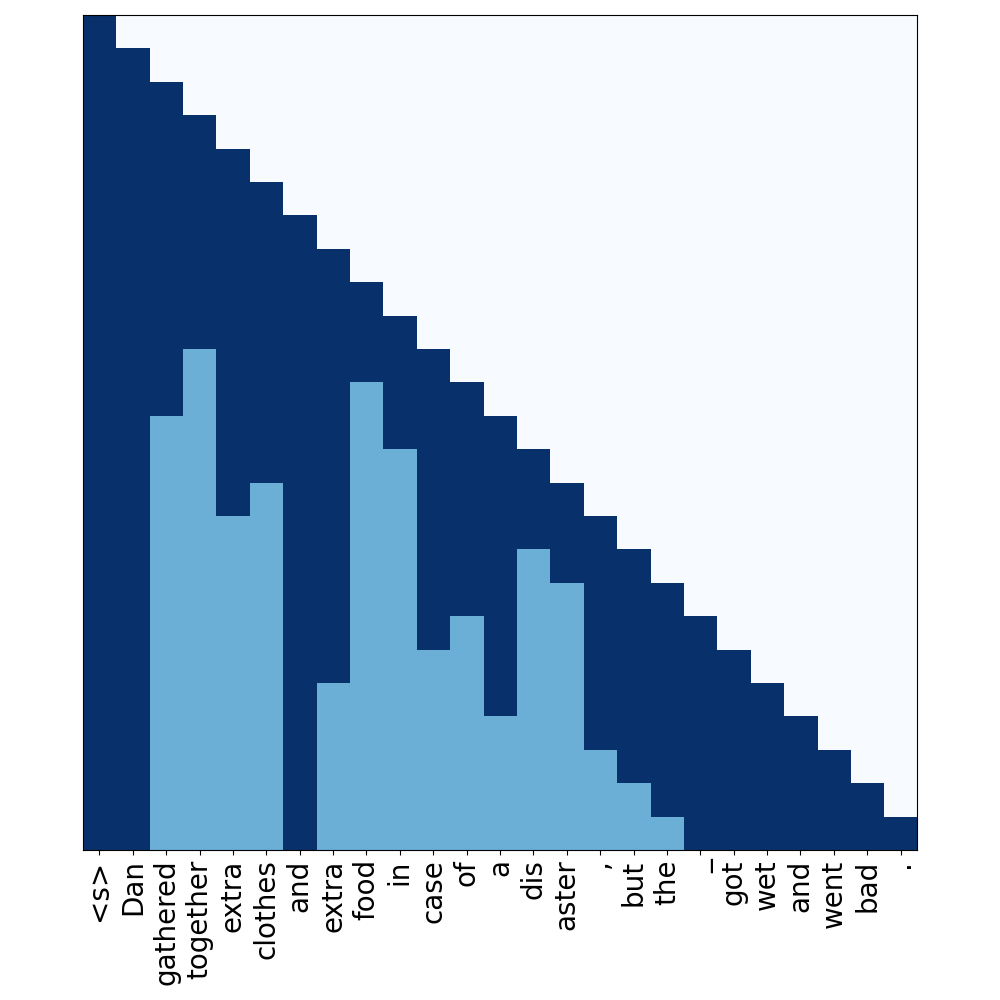 <s> Dan gathered together extra clothes and extra food in case of a dis aster , but the _ got wet and went bad .